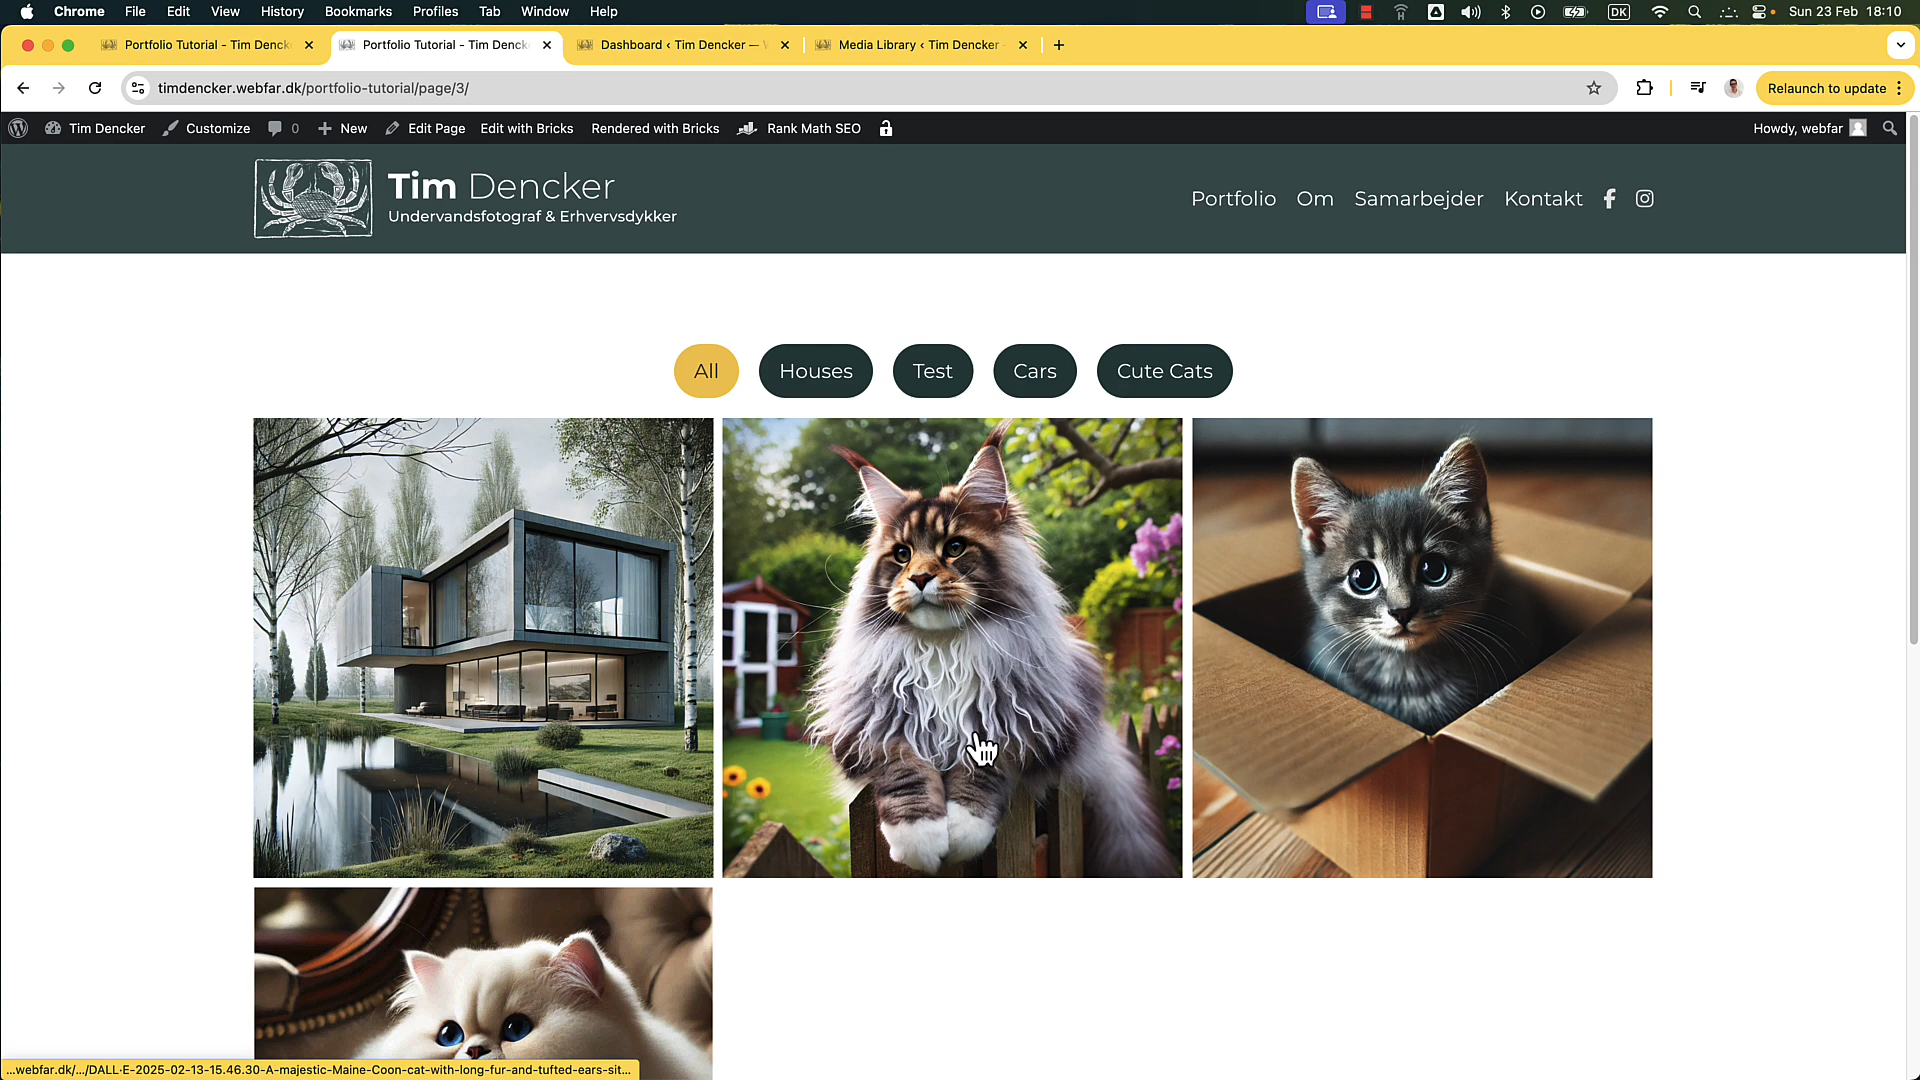 Chrome File Edit View History Bookmarks Profiles Tab Window Help DK Sun 23 Feb 18:10
Portfolio Tutorial - Tim Dencke Portfolio Tutorial - Tim Dencke Dashboard ‹ Tim Dencker — Media Library ‹ Tim Dencker
timdencker.webfar.dk/portfolio-tutorial/page/3/ Relaunch to update
Tim Dencker Customize 0 New Edit Page Edit with Bricks Rendered with Bricks Rank Math SEO Howdy, webfar
Tim Dencker
Undervandsfotograf & Erhvervsdykker
Portfolio Om Samarbejder Kontakt
All Houses Test Cars Cute Cats
...webfar.dk/.../DALL·E-2025-02-13-15.46.30-A-majestic-Maine-Coon-cat-with-long-fur-and-tufted-ears-sit...